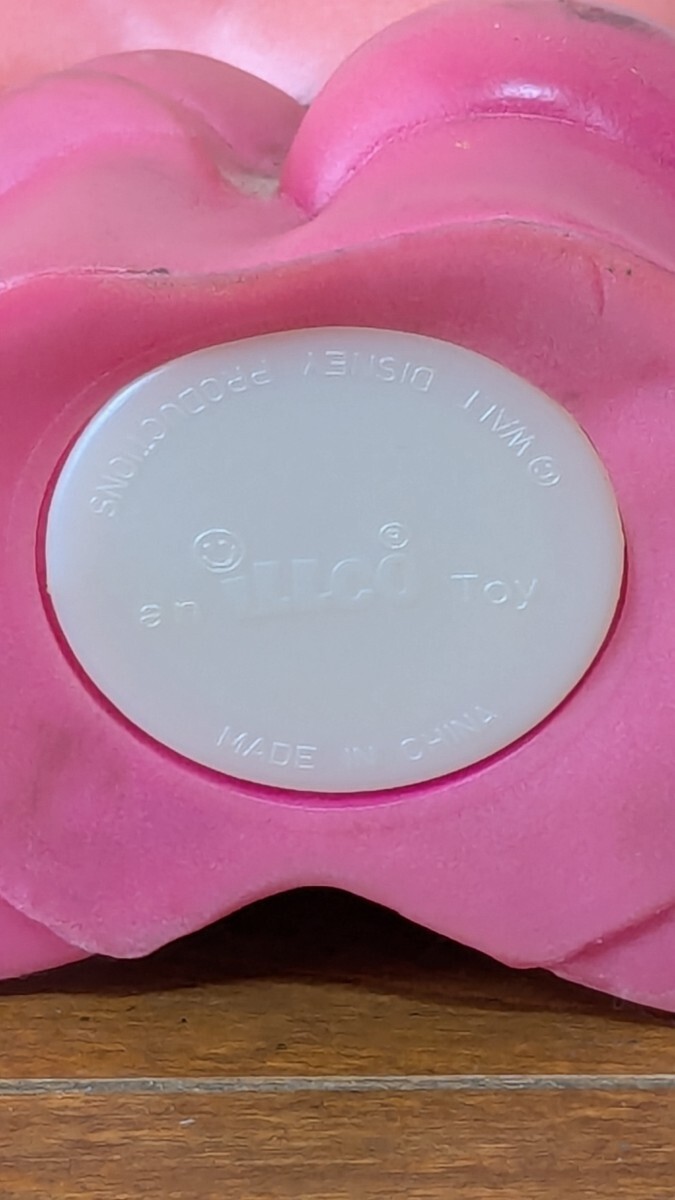 © WALT DISNEY PRODUCTIONS
an ILLCO ® Toy
MADE IN CHINA